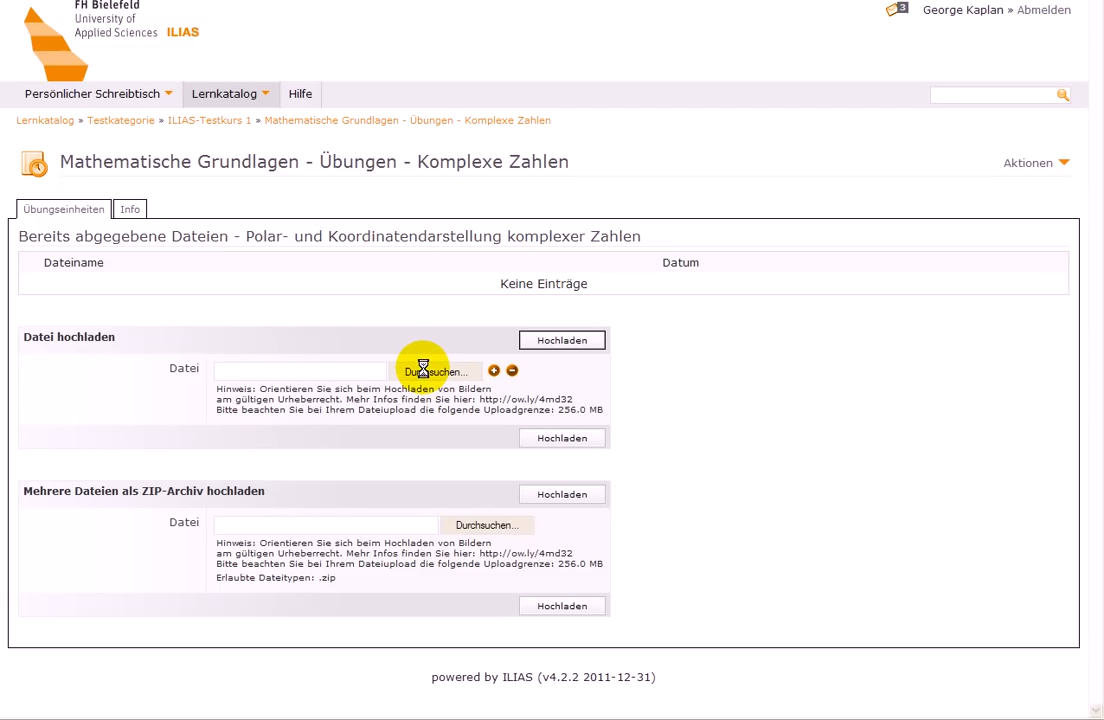 FH Bielefeld
University of
Applied Sciences ILIAS
3 George Kaplan » Abmelden
Persönlicher Schreibtisch Lernkatalog Hilfe
Lernkatalog » Testkategorie » ILIAS-Testkurs 1 » Mathematische Grundlagen - Übungen - Komplexe Zahlen
Mathematische Grundlagen - Übungen - Komplexe Zahlen
Aktionen
Übungseinheiten Info
Bereits abgegebene Dateien - Polar- und Koordinatendarstellung komplexer Zahlen
Dateiname Datum
Keine Einträge
Datei hochladen Hochladen
Datei Durchsuchen...
Hinweis: Orientieren Sie sich beim Hochladen von Bildern
am gültigen Urheberrecht. Mehr Infos finden Sie hier: http://ow.ly/4md32
Bitte beachten Sie bei Ihrem Dateiupload die folgende Uploadgrenze: 256.0 MB
Hochladen
Mehrere Dateien als ZIP-Archiv hochladen Hochladen
Datei Durchsuchen...
Hinweis: Orientieren Sie sich beim Hochladen von Bildern
am gültigen Urheberrecht. Mehr Infos finden Sie hier: http://ow.ly/4md32
Bitte beachten Sie bei Ihrem Dateiupload die folgende Uploadgrenze: 256.0 MB
Erlaubte Dateitypen: .zip
Hochladen
powered by ILIAS (v4.2.2 2011-12-31)